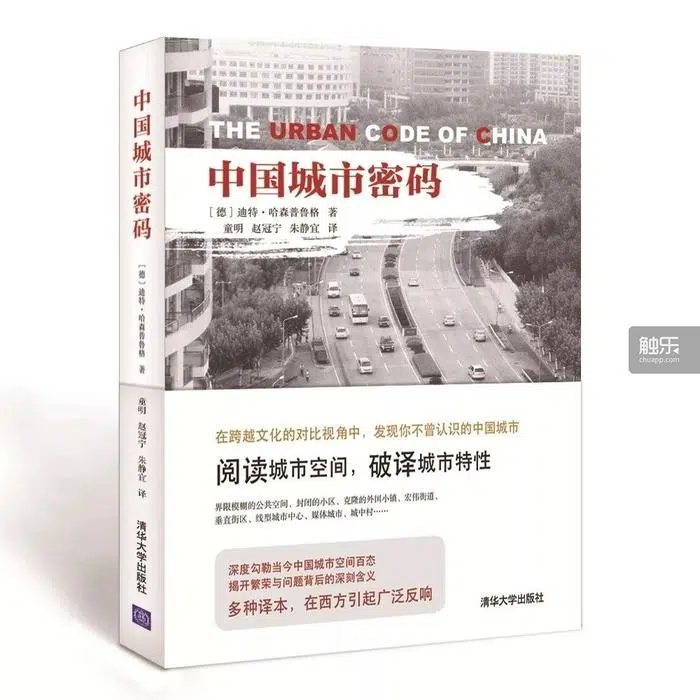 中国城市密码
[德]迪特·哈森普鲁格 著
童明 赵冠宁 朱静宜 译
清华大学出版社
THE URBAN CODE OF CHINA
中国城市密码
[德]迪特·哈森普鲁格 著
童明 赵冠宁 朱静宜 译
在跨越文化的对比视角中，发现你不曾认识的中国城市
阅读城市空间，破译城市特性
界限模糊的公共空间、封闭的小区、克隆的外国小镇、宏伟街道、
垂直街区、线型城市中心、媒体城市、城中村……
深度勾勒当今中国城市空间百态
揭开繁荣与问题背后的深刻含义
多种译本，在西方引起广泛反响
清华大学出版社
触乐
chuapp.com